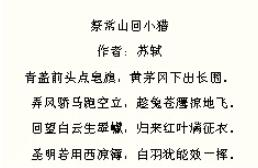 祭常山回小猎
作者：苏轼
青盖前头点皂旗，黄茅冈下出长围．
弄风骄马跑空立，趁兔苍鹰掠地飞．
回望白云生翠巘，归来红叶满征衣．
圣明若用西凉簿，白羽犹能效一挥．